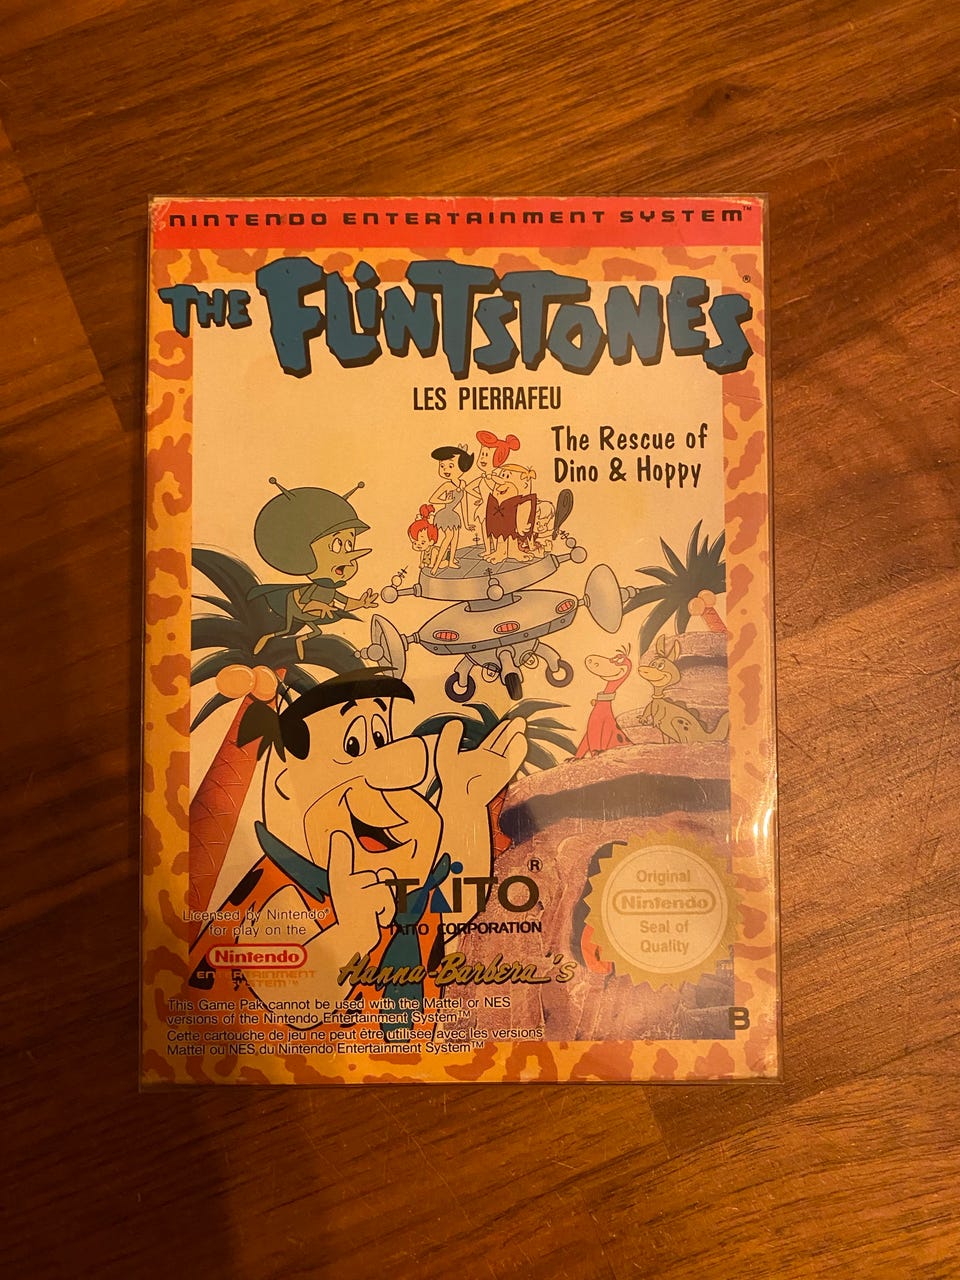 NINTENDO ENTERTAINMENT SYSTEM™
THE FLINTSTONES®
LES PIERRAFEU
The Rescue of
Dino & Hoppy
TAITO®
TAITO CORPORATION
Hanna-Barbera's
Licensed by Nintendo®
for play on the
Nintendo
ENTERTAINMENT
SYSTEM™
Original
Nintendo
Seal of
Quality
This Game Pak cannot be used with the Mattel or NES
versions of the Nintendo Entertainment System™
Cette cartouche de jeu ne peut être utilisée avec les versions
Mattel ou NES du Nintendo Entertainment System™
B